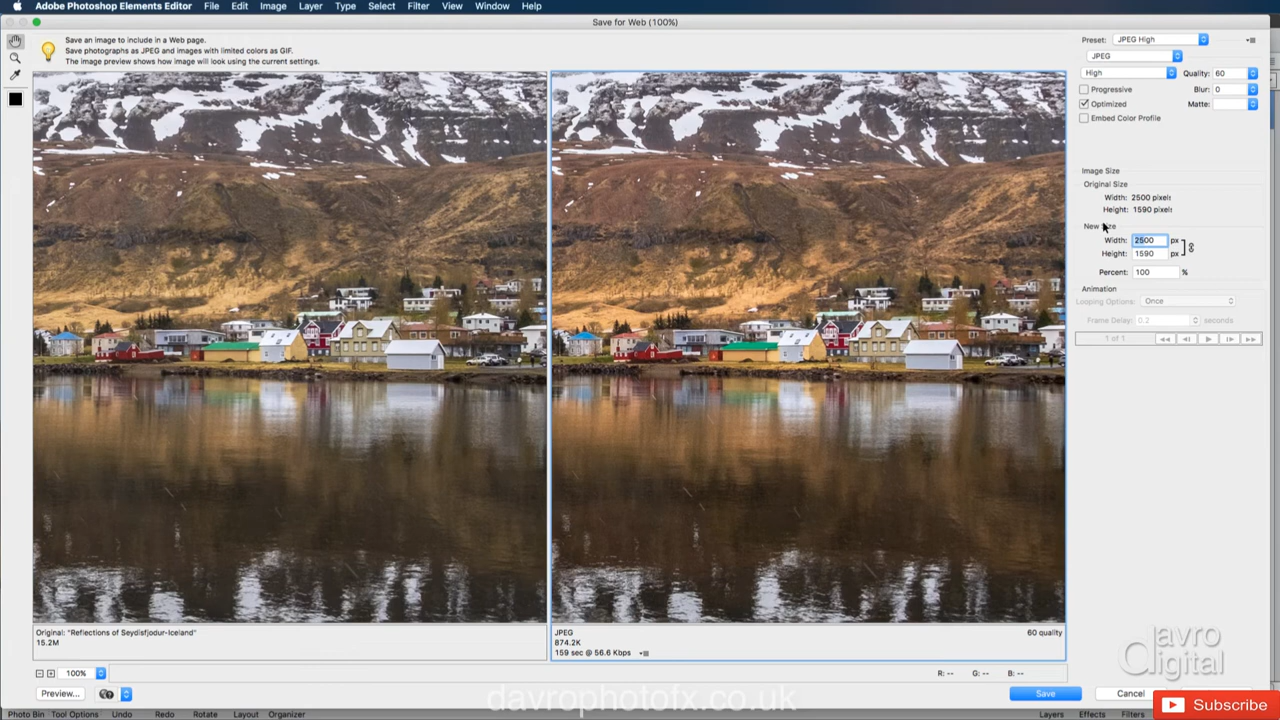 Adobe Photoshop Elements Editor File Edit Image Layer Type Select Filter View Window Help
Save for Web (100%)
Save an image to include in a Web page.
Save photographs as JPEG and images with limited colors as GIF.
The image preview shows how image will look using the current settings.
Preset: JPEG High
JPEG
High Quality: 60
Progressive Blur: 0
Optimized Matte:
Embed Color Profile
Image Size
Original Size
Width: 2500 pixels
Height: 1590 pixels
New Size
Width: 2500 px
Height: 1590 px
Percent: 100 %
Animation
Looping Options: Once
Frame Delay: 0.2 seconds
1 of 1
Original: "Reflections of Seydisfjodur-Iceland"
15.2M
JPEG 60 quality
874.2K
159 sec @ 56.6 Kbps
100% R: -- G: -- B: --
Preview... Save Cancel
davrophotofx.co.uk
Davro
Digital
Subscribe
Photo Bin Tool Options Undo Redo Rotate Layout Organizer Layers Effects Filters